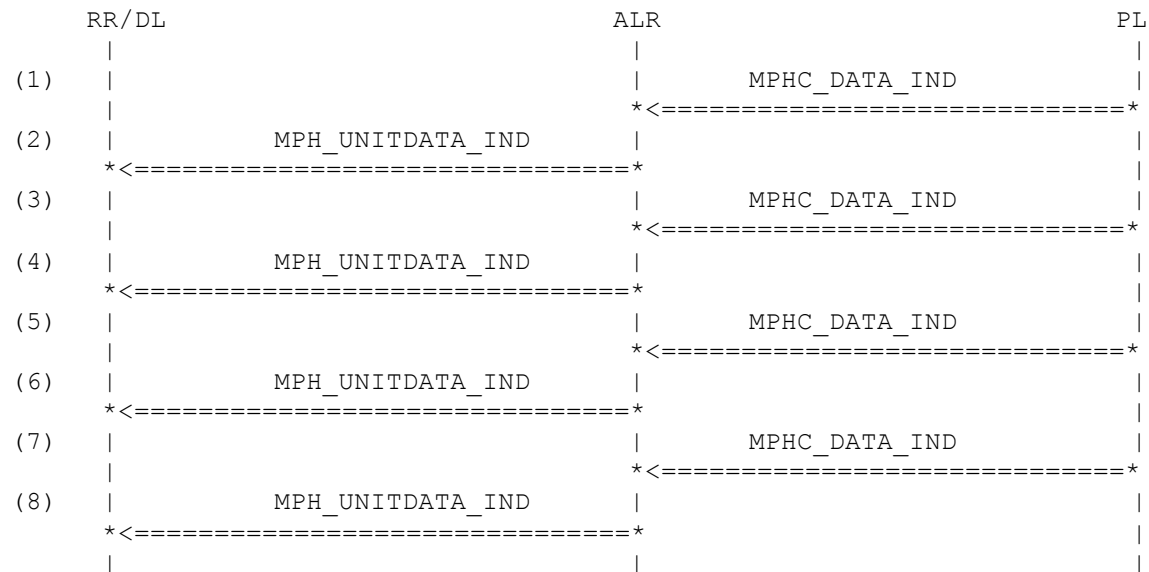 RR/DL ALR PL
| | |
(1) | | MPHC_DATA_IND |
| *<=============================*
(2) | MPH_UNITDATA_IND | |
*<===============================* |
(3) | | MPHC_DATA_IND |
| *<=============================*
(4) | MPH_UNITDATA_IND | |
*<===============================* |
(5) | | MPHC_DATA_IND |
| *<=============================*
(6) | MPH_UNITDATA_IND | |
*<===============================* |
(7) | | MPHC_DATA_IND |
| *<=============================*
(8) | MPH_UNITDATA_IND | |
*<===============================* |
| | |